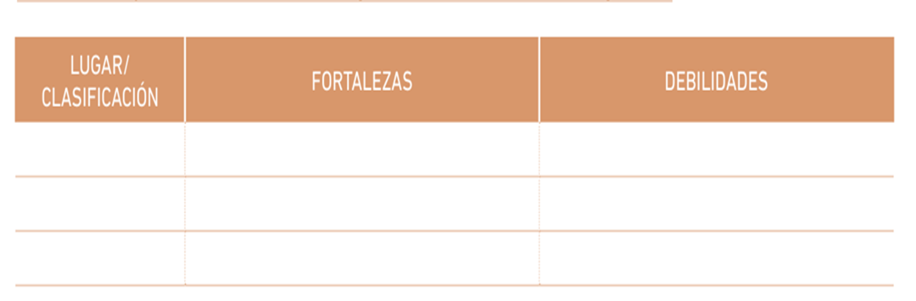 LUGAR/
CLASIFICACIÓN
FORTALEZAS
DEBILIDADES